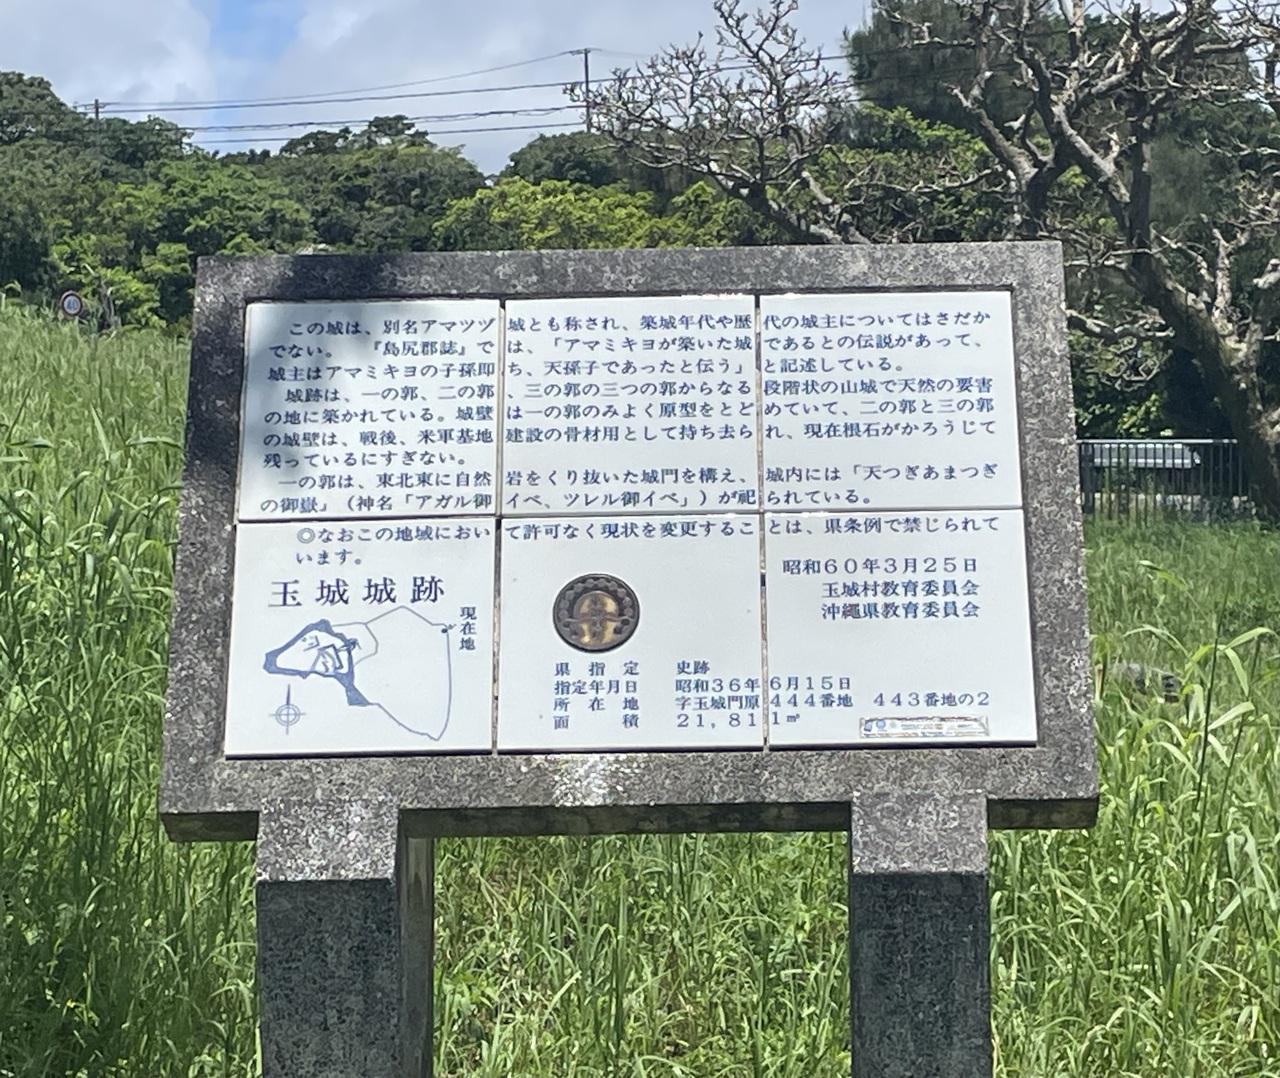 この城は、別名アマツヅ城とも称され、築城年代や歴代の城主についてはさだか
でない。 『島尻郡誌』では、「アマミキヨが築いた城であるとの伝説があって、
城主はアマミキヨの子孫即ち、天孫子であったと伝う」と記述している。
城跡は、一の郭、二の郭、三の郭の三つの郭からなる段階状の山城で天然の要害
の地に築かれている。城壁は一の郭のみよく原型をとどめていて、二の郭と三の郭
の城壁は、戦後、米軍基地建設の骨材用として持ち去られ、現在根石がかろうじて
残っているにすぎない。
一の郭は、東北東に自然岩をくり抜いた城門を構え、城内には「天つぎあまつぎ
の御嶽」(神名「アガル御イベ、ツレル御イベ」)が祀られている。
◎なおこの地域において許可なく現状を変更することは、県条例で禁じられて
います。
昭和60年3月25日
玉城村教育委員会
沖縄県教育委員会
玉城城跡
現在地
県指定 史跡
指定年月日 昭和36年6月15日
所在地 字玉城門原444番地 443番地の2
面積 21,811㎡